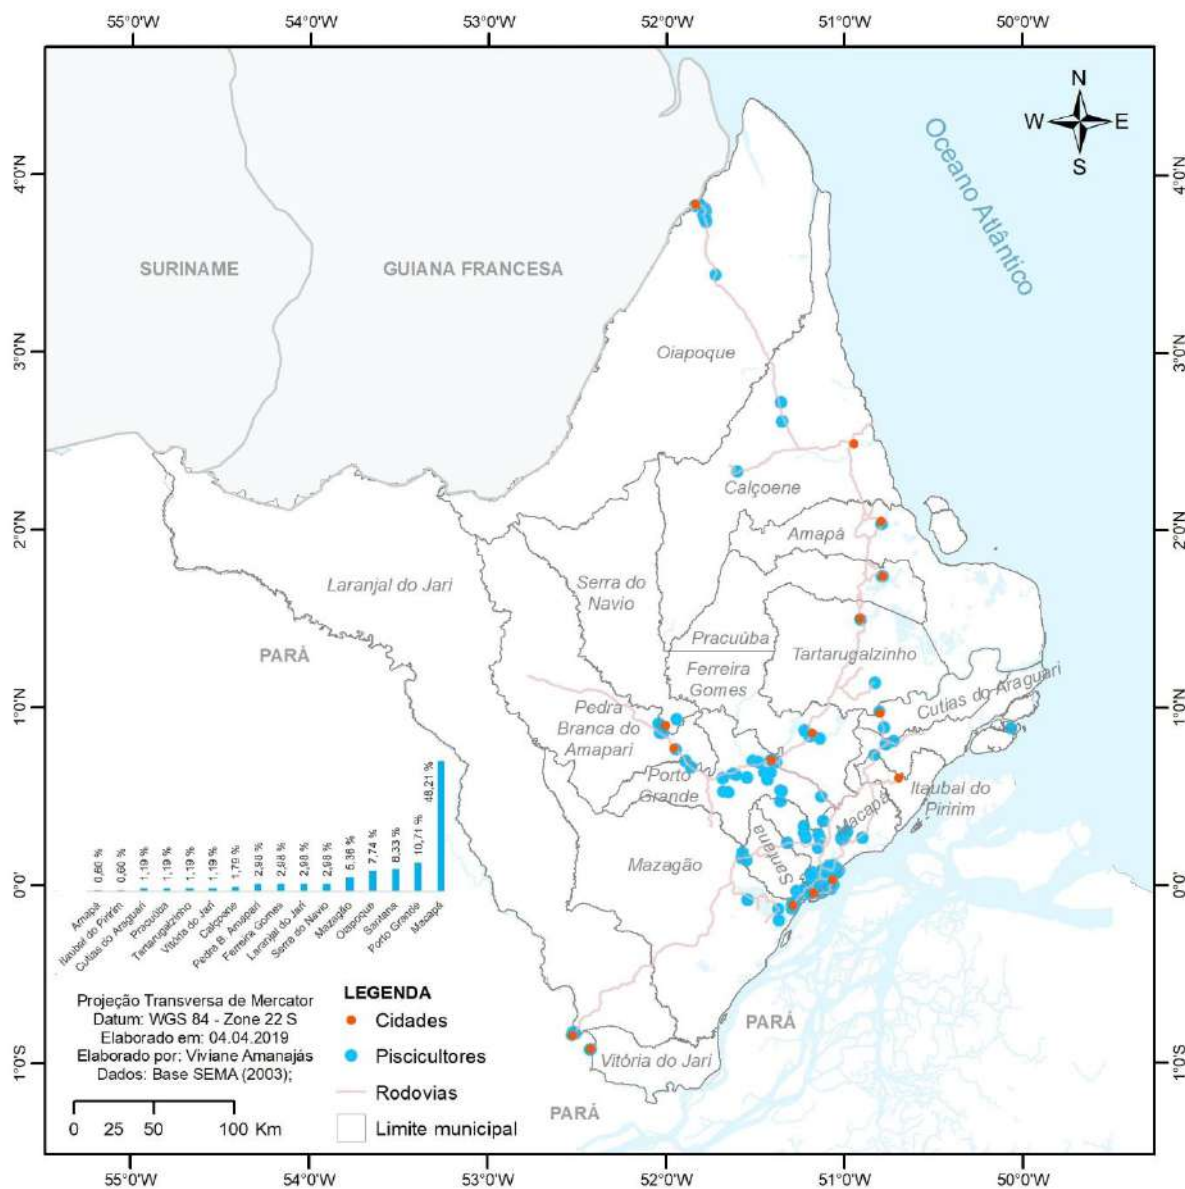 55°0'W 54°0'W 53°0'W 52°0'W 51°0'W 50°0'W
N
W E
S
Oceano Atlântico
4°0'N 4°0'N
SURINAME
GUIANA FRANCESA
3°0'N 3°0'N
Oiapoque
Calçoene
2°0'N 2°0'N
Amapá
Laranjal do Jari
Serra do
Navio
PARÁ
Pracuúba
Tartarugalzinho
Ferreira
Gomes
Cutias do Araguari
1°0'N 1°0'N
Pedra
Branca do
Amapari
Porto
Grande
Itaubal do
Piririm
Macapá
Santana
Mazagão
0,60 %
0,60 %
1,19 %
1,19 %
1,19 %
1,19 %
1,79 %
2,98 %
2,98 %
2,98 %
2,98 %
5,36 %
7,74 %
8,33 %
10,71 %
48,21 %
0°0' 0°0'
Amapá
Itaubal do Piririm
Cutias do Araguari
Pracuúba
Tartarugalzinho
Vitória do Jari
Calçoene
Pedra B. Amapari
Ferreira Gomes
Laranjal do Jari
Serra do Navio
Mazagão
Oiapoque
Santana
Porto Grande
Macapá
Projeção Transversa de Mercator
Datum: WGS 84 - Zone 22 S
Elaborado em: 04.04.2019
Elaborado por: Viviane Amanajás
Dados: Base SEMA (2003);
0 25 50 100 Km
LEGENDA
Cidades
Piscicultores
Rodovias
Limite municipal
PARÁ
Vitória do Jari
1°0'S 1°0'S
PARÁ
55°0'W 54°0'W 53°0'W 52°0'W 51°0'W 50°0'W